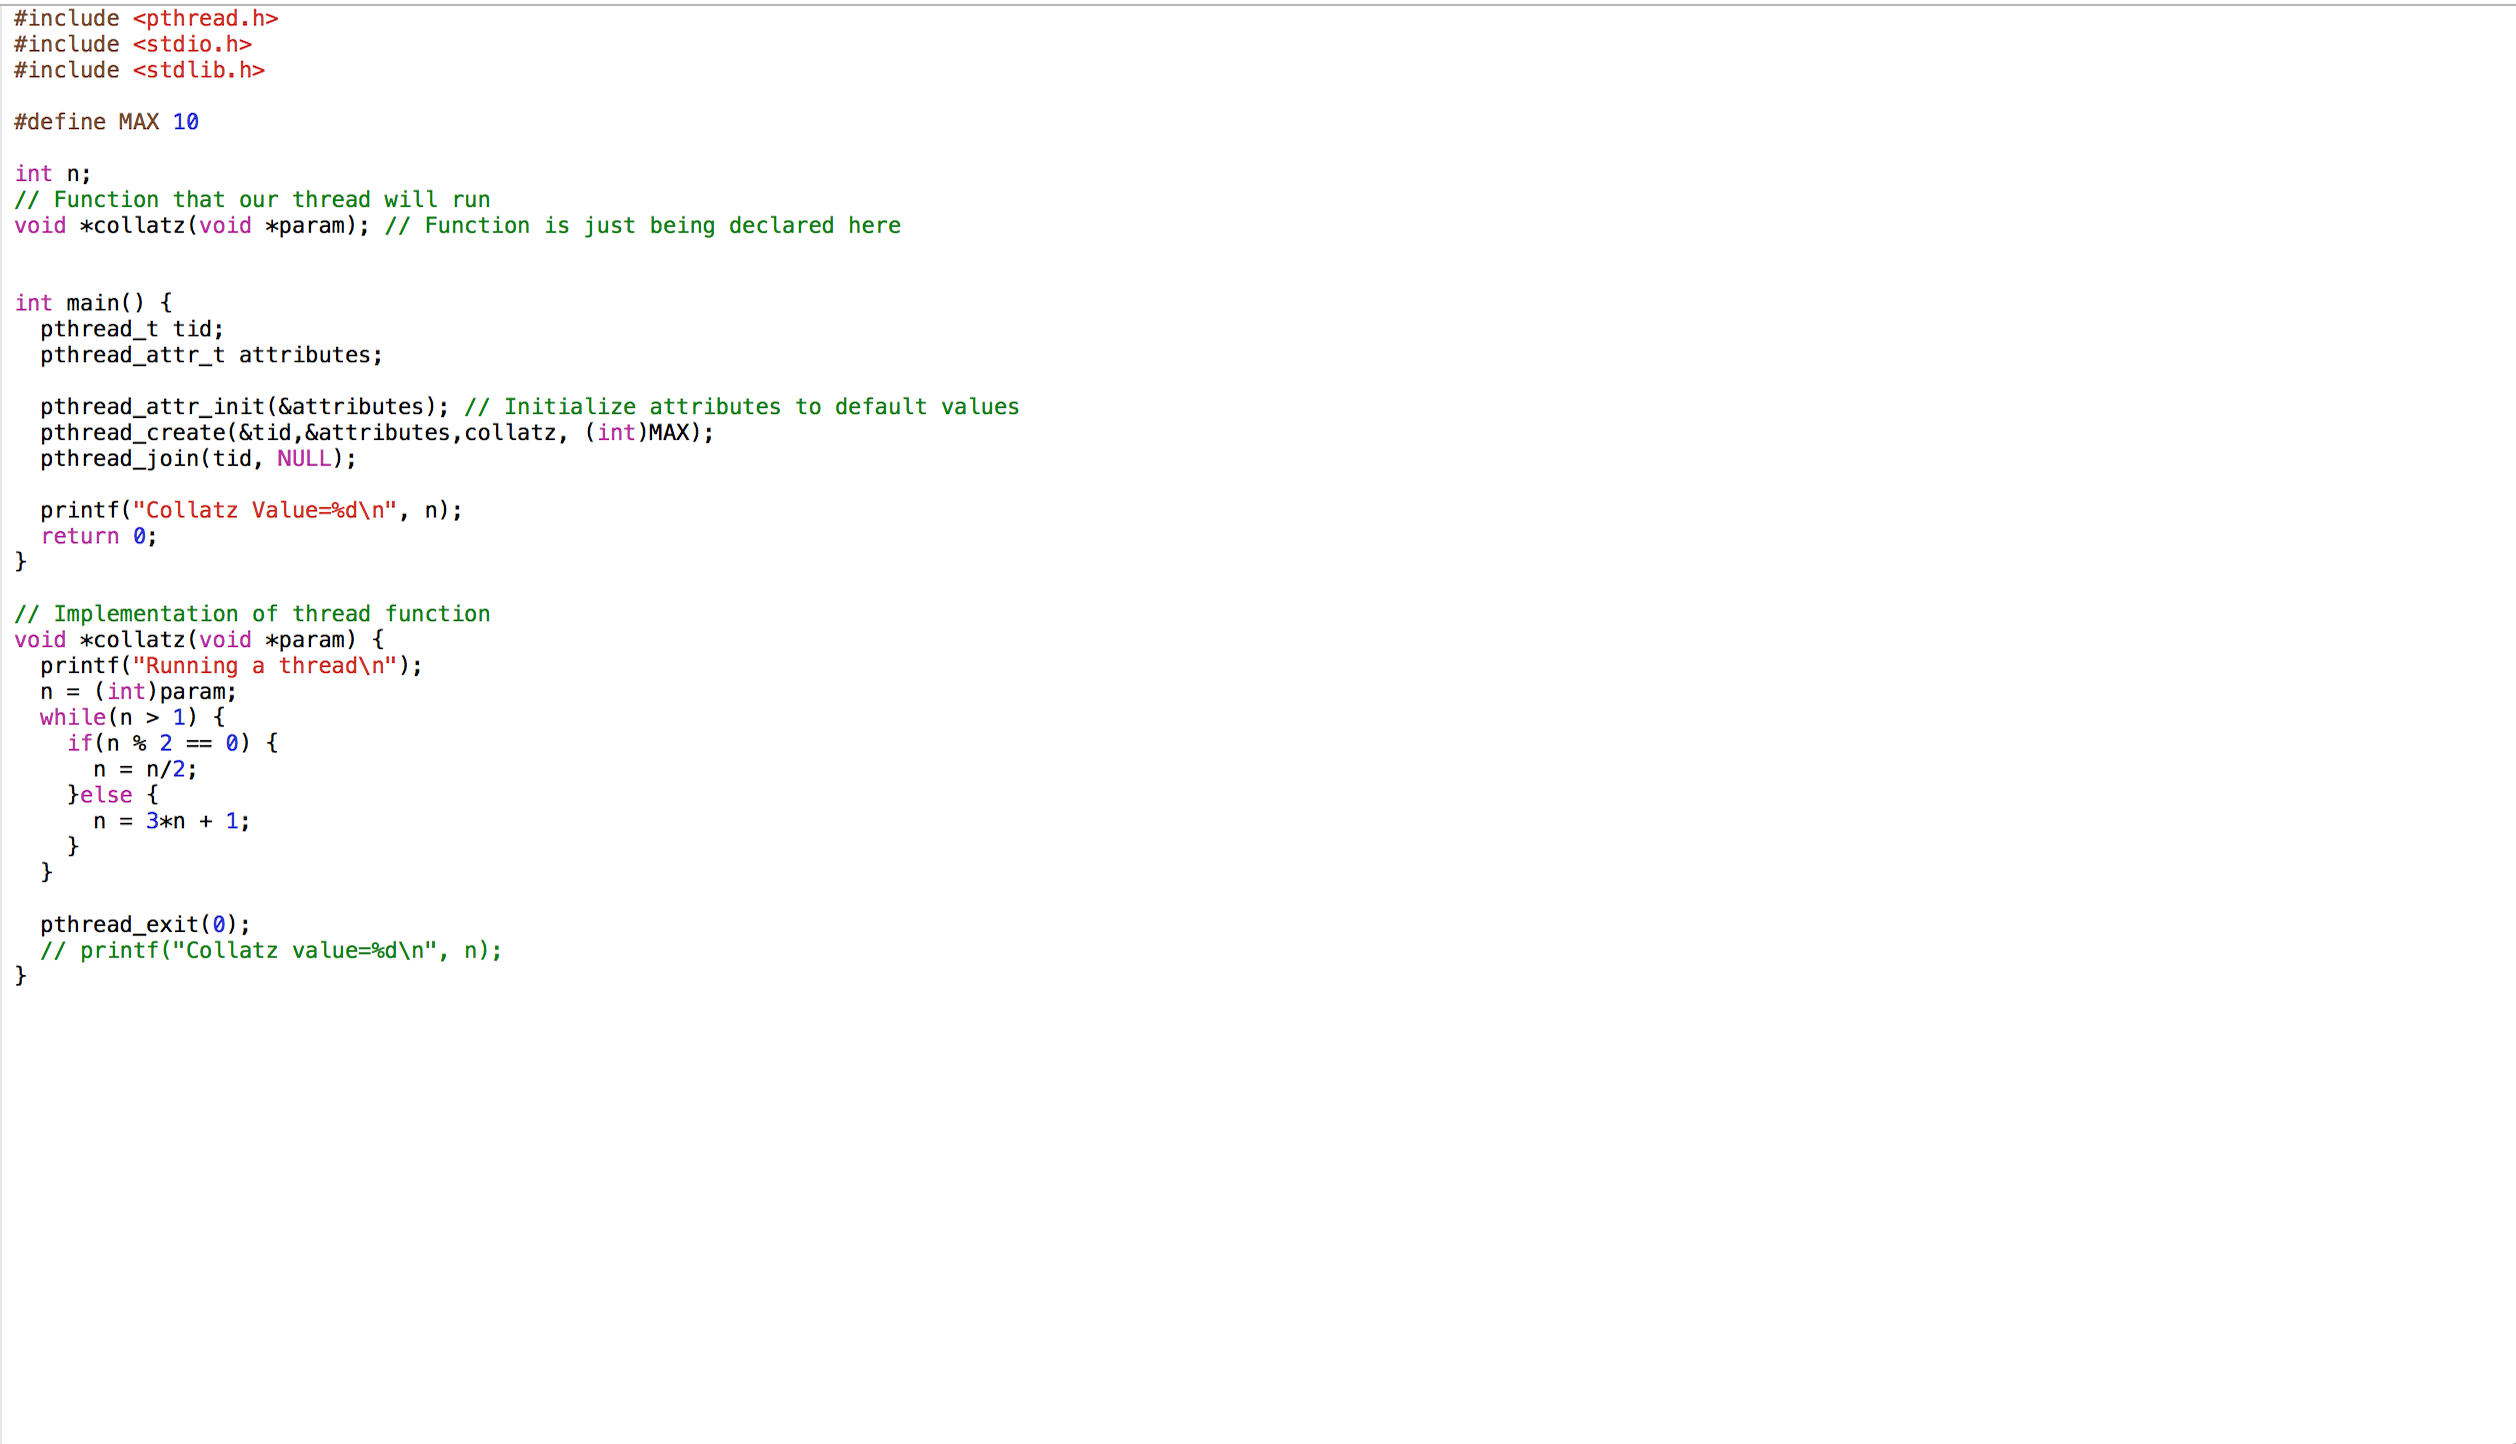 #include <pthread.h>
#include <stdio.h>
#include <stdlib.h>

#define MAX 10

int n;
// Function that our thread will run
void *collatz(void *param); // Function is just being declared here


int main() {
  pthread_t tid;
  pthread_attr_t attributes;

  pthread_attr_init(&attributes); // Initialize attributes to default values
  pthread_create(&tid,&attributes,collatz, (int)MAX);
  pthread_join(tid, NULL);

  printf("Collatz Value=%d\n", n);
  return 0;
}

// Implementation of thread function
void *collatz(void *param) {
  printf("Running a thread\n");
  n = (int)param;
  while(n > 1) {
    if(n % 2 == 0) {
      n = n/2;
    }else {
      n = 3*n + 1;
    }
  }

  pthread_exit(0);
  // printf("Collatz value=%d\n", n);
}